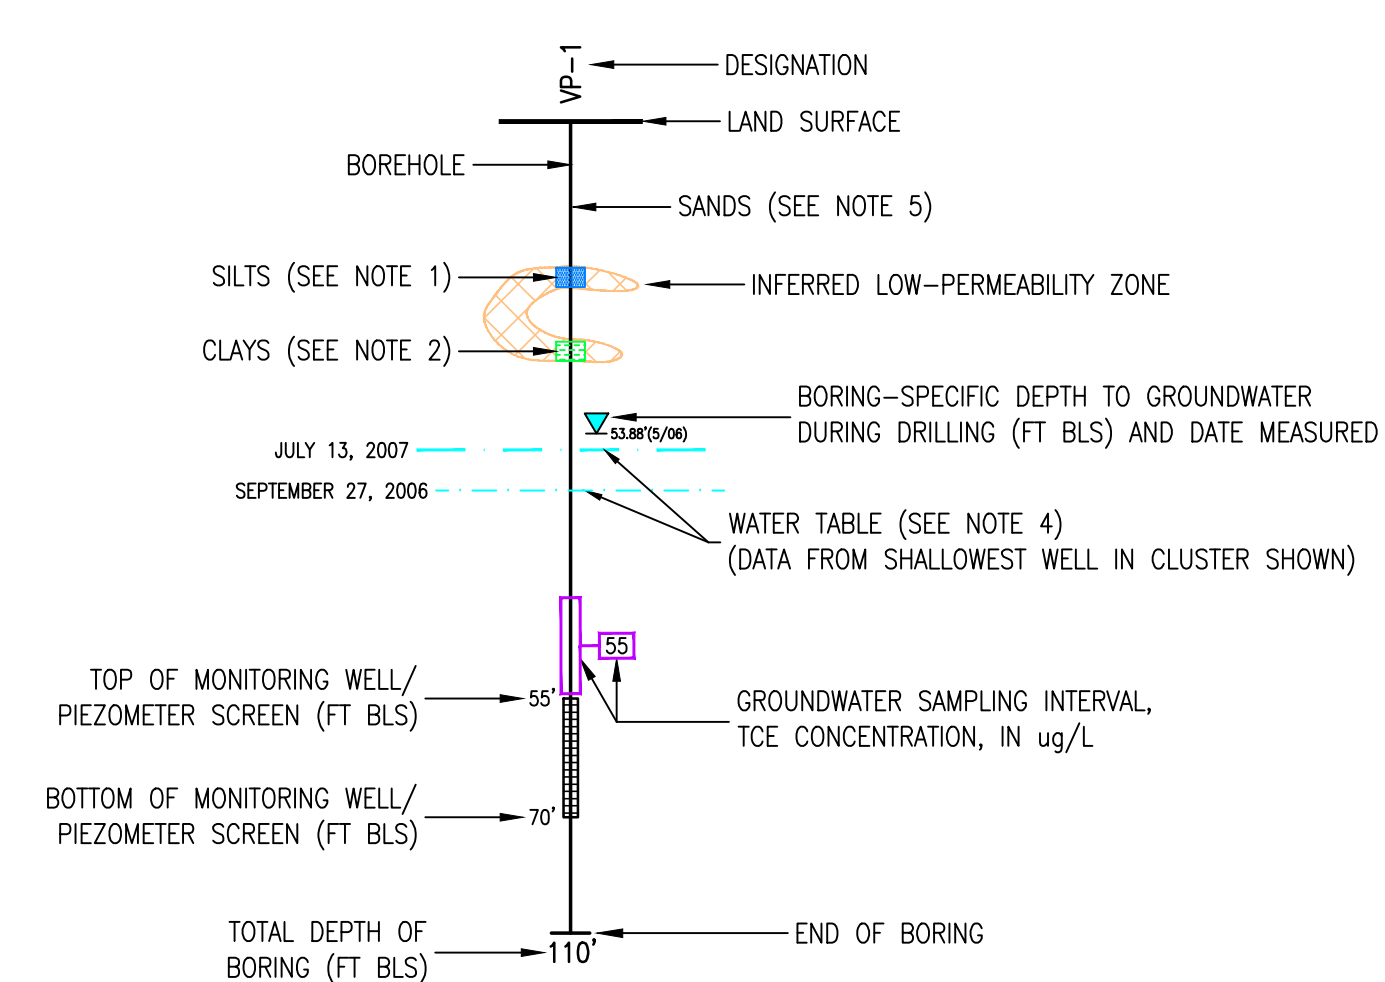 VP-1
DESIGNATION
LAND SURFACE
BOREHOLE
SANDS (SEE NOTE 5)
SILTS (SEE NOTE 1)
INFERRED LOW-PERMEABILITY ZONE
CLAYS (SEE NOTE 2)
BORING-SPECIFIC DEPTH TO GROUNDWATER
DURING DRILLING (FT BLS) AND DATE MEASURED
53.88'(5/06)
JULY 13, 2007
SEPTEMBER 27, 2006
WATER TABLE (SEE NOTE 4)
(DATA FROM SHALLOWEST WELL IN CLUSTER SHOWN)
55
TOP OF MONITORING WELL/
PIEZOMETER SCREEN (FT BLS)
55'
GROUNDWATER SAMPLING INTERVAL,
TCE CONCENTRATION, IN ug/L
BOTTOM OF MONITORING WELL/
PIEZOMETER SCREEN (FT BLS)
70'
TOTAL DEPTH OF
BORING (FT BLS)
110'
END OF BORING